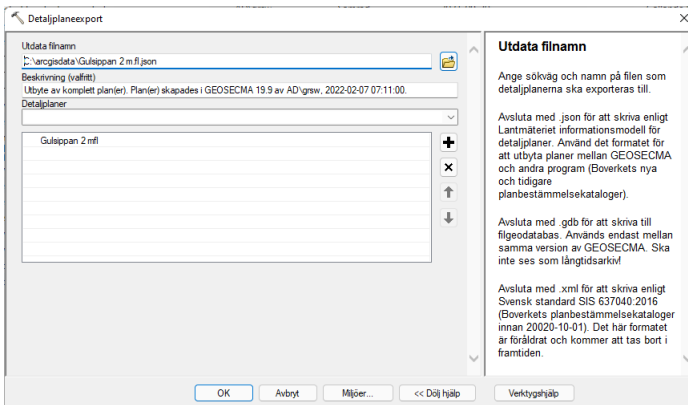 Detaljplaneexport
Utdata filnamn
C:\arcgisdata\Gulsippan 2 m.fl.json
Beskrivning (valfritt)
Utbyte av komplett plan(er). Plan(er) skapades i GEOSECMA 19.9 av AD\grsw, 2022-02-07 07:11:00.
Detaljplaner
Gulsippan 2 mfl
OK
Avbryt
Miljöer...
<< Dölj hjälp
Verktygshjälp
Utdata filnamn
Ange sökväg och namn på filen som
detaljplanerna ska exporteras till.
Avsluta med .json för att skriva enligt
Lantmäteriet informationsmodell för
detaljplaner. Använd det formatet för
att utbyta planer mellan GEOSECMA
och andra program (Boverkets nya
och tidigare
planbestämmelsekataloger).
Avsluta med .gdb för att skriva till
filgeodatabas. Används endast mellan
samma version av GEOSECMA. Ska
inte ses som långtidsarkiv!
Avsluta med .xml för att skriva enligt
Svensk standard SIS 637040:2016
(Boverkets planbestämmelsekataloger
innan 20020-10-01). Det här formatet
är föråldrat och kommer att tas bort i
framtiden.